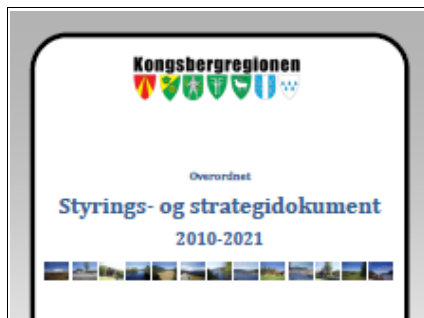 Kongsbergregionen
Overordnet
Styrings- og strategidokument
2010-2021